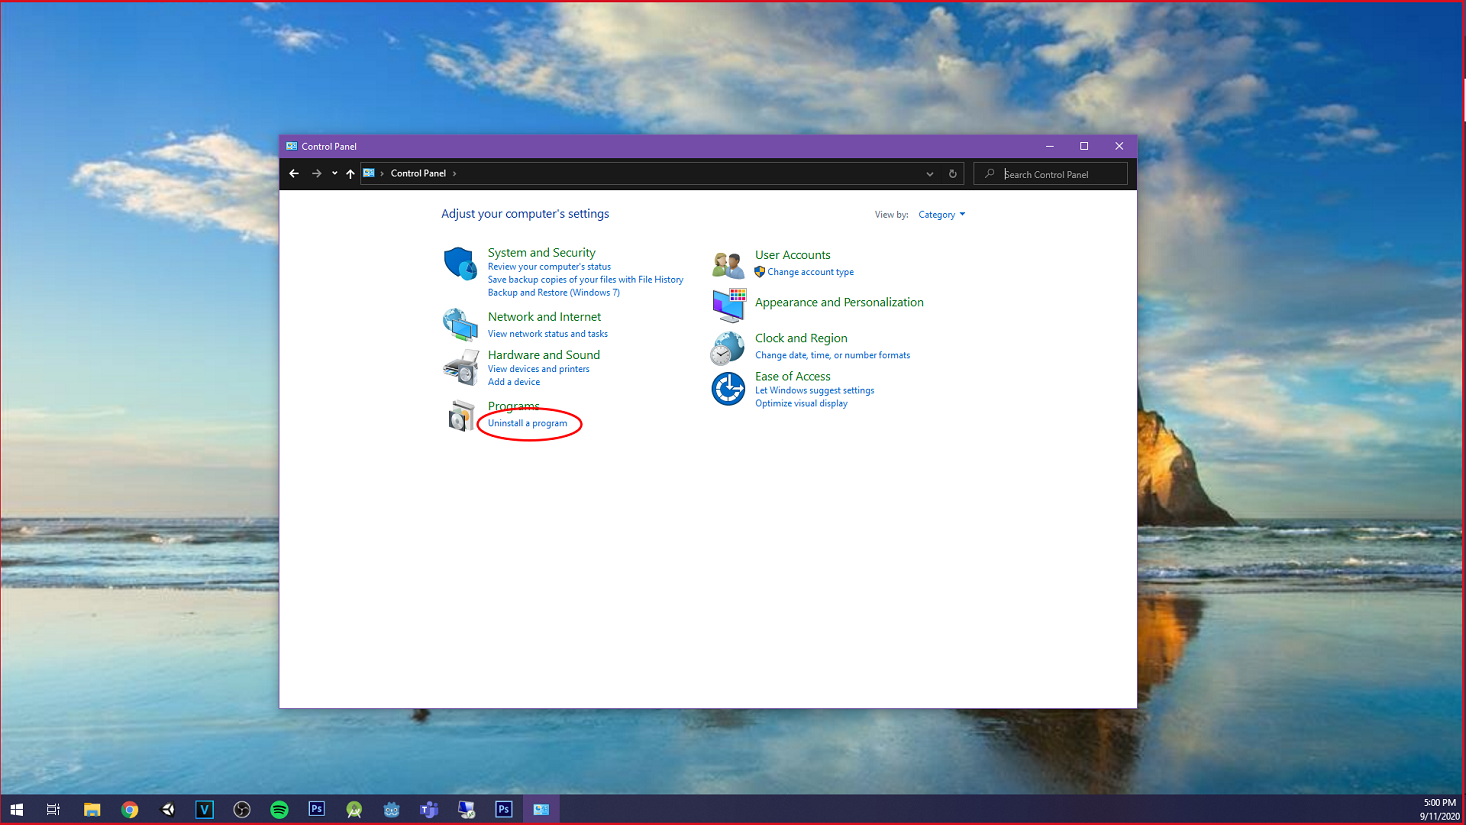 Control Panel
Control Panel
Search Control Panel
Adjust your computer's settings
View by: Category
System and Security
Review your computer's status
Save backup copies of your files with File History
Backup and Restore (Windows 7)
Network and Internet
View network status and tasks
Hardware and Sound
View devices and printers
Add a device
Programs
Uninstall a program
User Accounts
Change account type
Appearance and Personalization
Clock and Region
Change date, time, or number formats
Ease of Access
Let Windows suggest settings
Optimize visual display
V
Ps
T
Ps
5:00 PM
9/11/2020